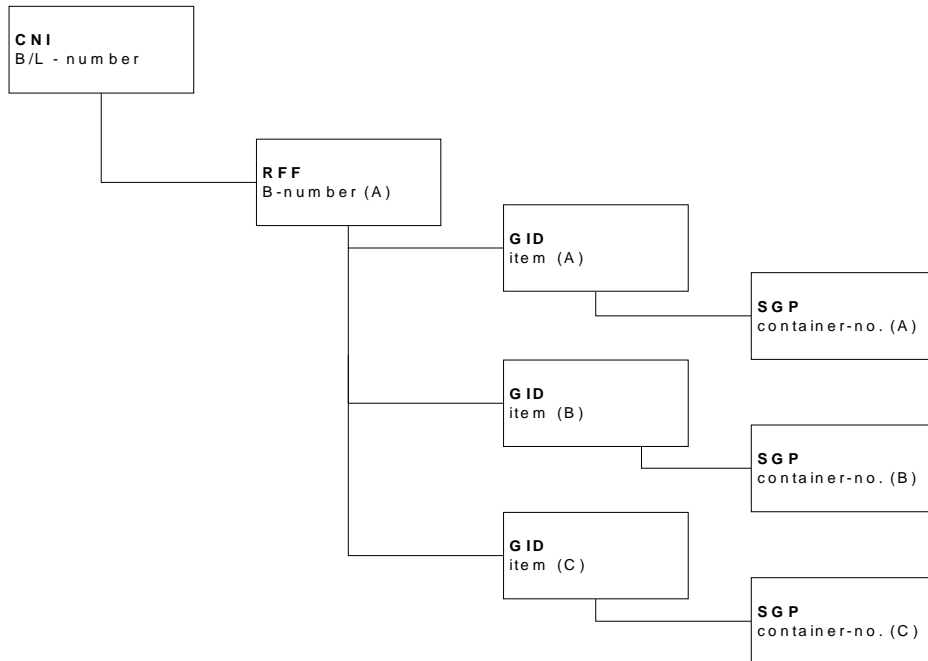 CNI
B/L - number
RFF
B-number (A)
GID
item (A)
SGP
container-no. (A)
GID
item (B)
SGP
container-no. (B)
GID
item (C)
SGP
container-no. (C)